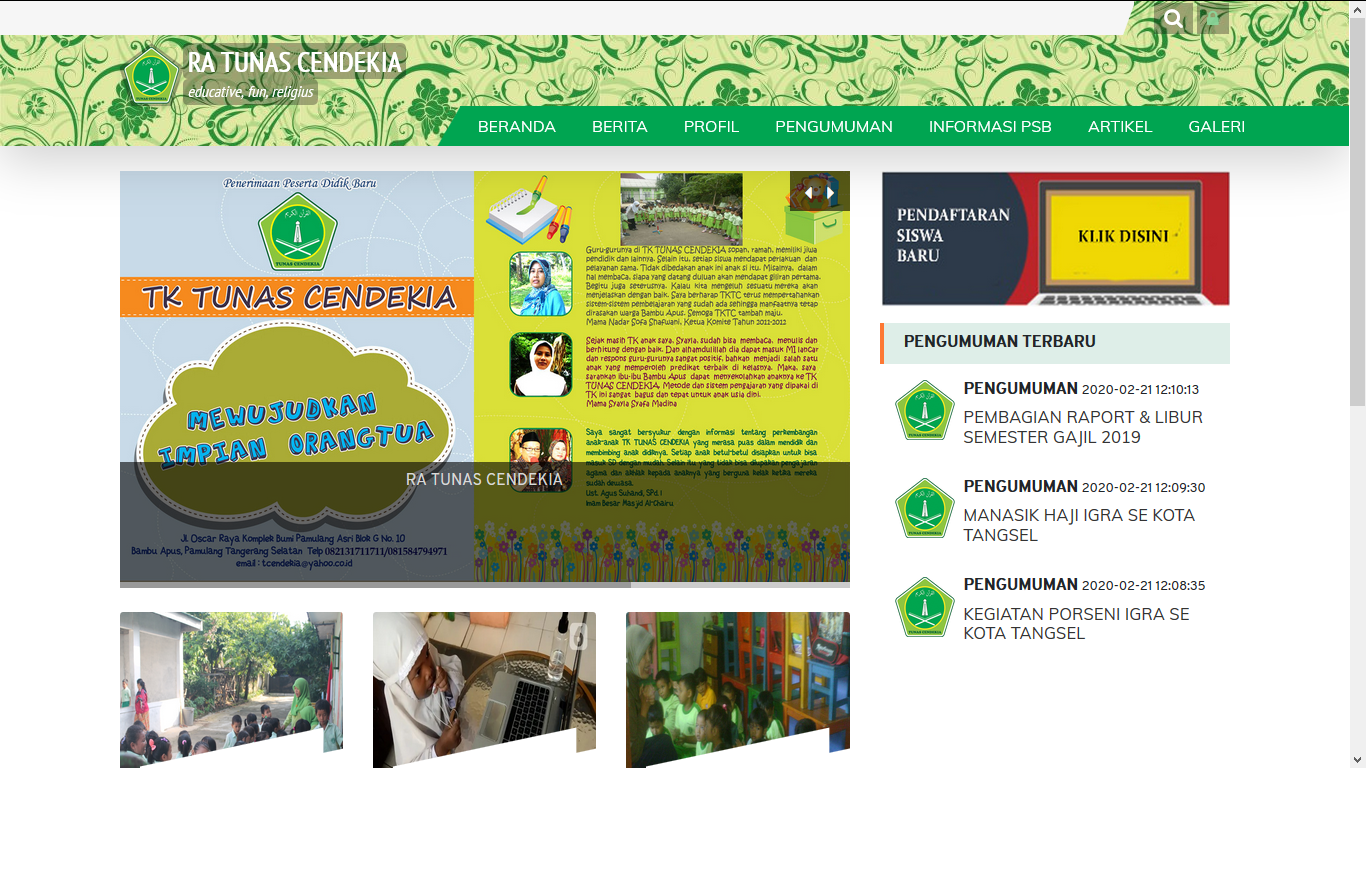 RA TUNAS CENDEKIA
educative, fun, religius
BERANDA BERITA PROFIL PENGUMUMAN INFORMASI PSB ARTIKEL GALERI
Penerimaan Peserta Didik Baru
TUNAS CENDEKIA
TK TUNAS CENDEKIA
MEWUJUDKAN
IMPIAN ORANGTUA
Jl. Oscar Raya Komplek Bumi Pamulang Asri Blok G No. 10
Bambu Apus, Pamulang Tangerang Selatan Telp 082131711711/081584794971
email : tcendekia@yahoo.co.id
Guru-gurunya di TK TUNAS CENDEKIA sopan, ramah, memiliki jiwa
pendidik dan lainnya. Selain itu, setiap siswa mendapat perlakuan dan
pelayanan sama. Tidak dibedakan anak ini anak si itu. Misalnya, dalam
hal membaca, siapa yang datang duluan akan mendapat giliran pertama.
Begitu juga seterusnya. Kalau kita mengeluh sesuatu mereka akan
menjelaskan dengan baik. Saya berharap TKTC terus mempertahankan
sistem-sistem pembelajaran yang sudah ada sehingga manfaatnya tetap
dirasakan warga Bambu Apus. Semoga TKTC tambah maju.
Mama Nadar Sofa Shafwani, Ketua Komite Tahun 2011-2012
Sejak masih TK anak saya, Syayla, sudah bisa membaca, menulis dan
berhitung dengan baik. Dan alhamdulillah dia dapat masuk MI lancar
dan respons guru-gurunya sangat positif, bahkan menjadi salah satu
anak yang memperoleh predikat terbaik di kelasnya. Maka, saya
sarankan ibu-ibu Bambu Apus dapat menyekolahkan anaknya ke TK
TUNAS CENDEKIA. Metode dan sistem pengajaran yang dipakai di
TK ini sangat bagus dan tepat untuk anak usia dini.
Mama Syayla Syafa Madina
Saya sangat bersyukur dengan informasi tentang perkembangan
anak-anak TK TUNAS CENDEKIA yang merasa puas dalam mendidik dan
membimbing anak didiknya. Setiap anak betul-betul disiapkan untuk bisa
masuk SD dengan mudah. Selain itu yang tidak bisa dilupakan pengajaran
agama dan akhlak kepada anaknya yang berguna kelak ketika mereka
sudah dewasa.
Ust. Agus Suhandi, SPd.I
Imam Besar Masjid Al-Chairu
RA TUNAS CENDEKIA
PENDAFTARAN
SISWA
BARU
KLIK DISINI
PENGUMUMAN TERBARU
PENGUMUMAN 2020-02-21 12:10:13
PEMBAGIAN RAPORT & LIBUR
SEMESTER GAJIL 2019
PENGUMUMAN 2020-02-21 12:09:30
MANASIK HAJI IGRA SE KOTA
TANGSEL
PENGUMUMAN 2020-02-21 12:08:35
KEGIATAN PORSENI IGRA SE
KOTA TANGSEL